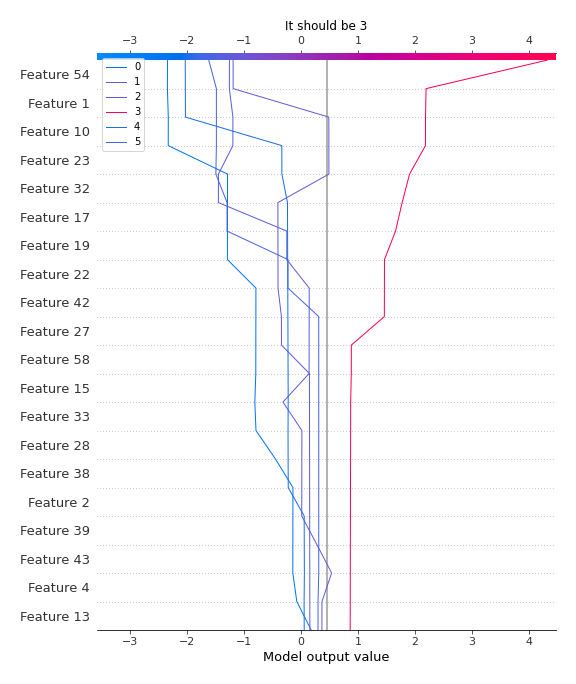 It should be 3
−3 −2 −1 0 1 2 3 4
0
1
2
3
4
5
Feature 54
Feature 1
Feature 10
Feature 23
Feature 32
Feature 17
Feature 19
Feature 22
Feature 42
Feature 27
Feature 58
Feature 15
Feature 33
Feature 28
Feature 38
Feature 2
Feature 39
Feature 43
Feature 4
Feature 13
−3 −2 −1 0 1 2 3 4
Model output value